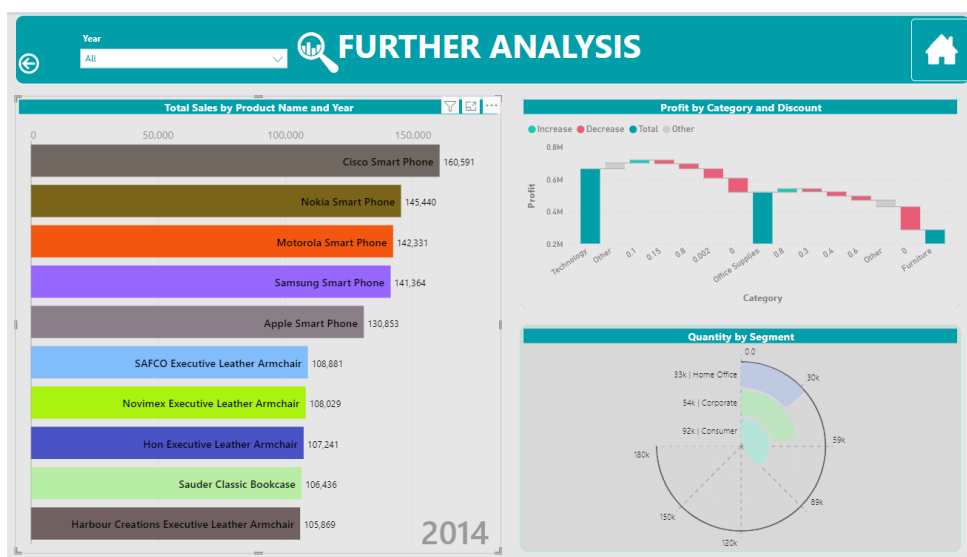 Year
All
FURTHER ANALYSIS
Total Sales by Product Name and Year
0 50,000 100,000 150,000
Cisco Smart Phone 160,591
Nokia Smart Phone 145,440
Motorola Smart Phone 142,331
Samsung Smart Phone 141,364
Apple Smart Phone 130,853
SAFCO Executive Leather Armchair 108,881
Novimex Executive Leather Armchair 108,029
Hon Executive Leather Armchair 107,241
Sauder Classic Bookcase 106,436
Harbour Creations Executive Leather Armchair 105,869
2014
Profit by Category and Discount
Increase Decrease Total Other
0.8M
0.6M
0.4M
0.2M
Profit
Technology Other 0.1 0.15 0.8 0.002 0 Office Supplies 0.8 0.3 0.4 0.6 Other 0 Furniture
Category
Quantity by Segment
0.0
33k | Home Office
30k
54k | Corporate
92k | Consumer
59k
180k
89k
150k
120k